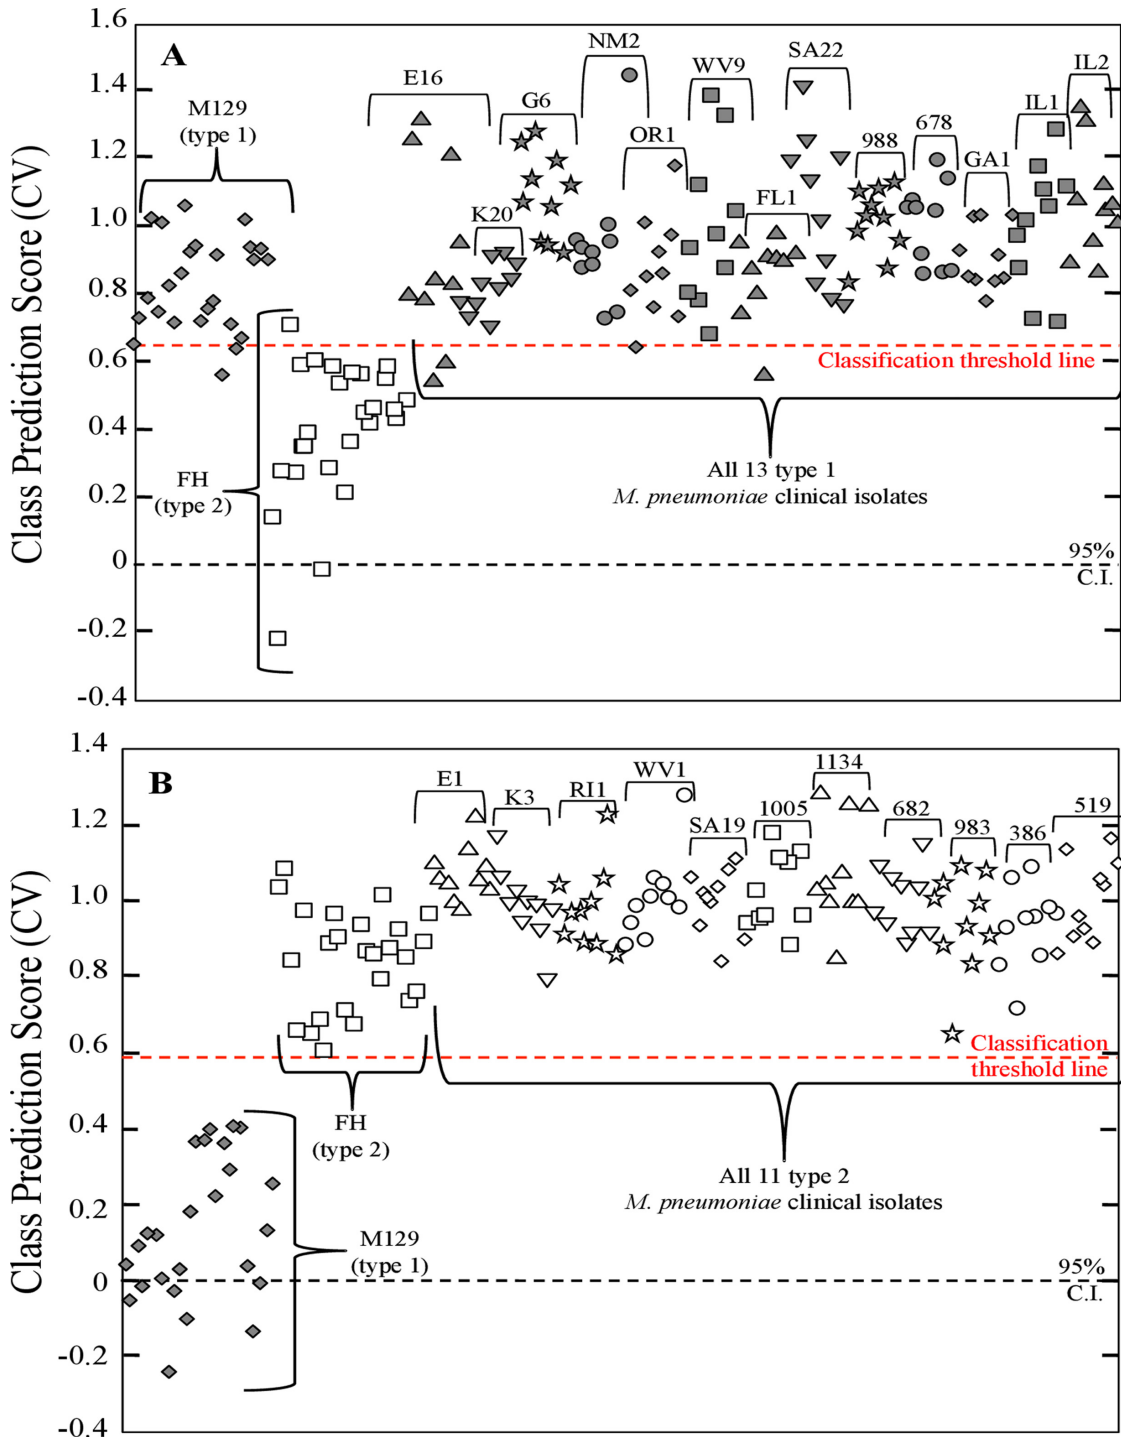 A
Class Prediction Score (CV)
1.6
1.4
1.2
1.0
0.8
0.6
0.4
0.2
0
-0.2
-0.4
M129
(type 1)
E16
K20
G6
NM2
OR1
WV9
FL1
SA22
988
678
GA1
IL1
IL2
Classification threshold line
FH
(type 2)
All 13 type 1
M. pneumoniae clinical isolates
95%
C.I.
B
Class Prediction Score (CV)
1.4
1.2
1.0
0.8
0.6
0.4
0.2
0
-0.2
-0.4
E1
K3
RI1
WV1
SA19
1005
1134
682
983
386
519
Classification
threshold line
FH
(type 2)
All 11 type 2
M. pneumoniae clinical isolates
M129
(type 1)
95%
C.I.